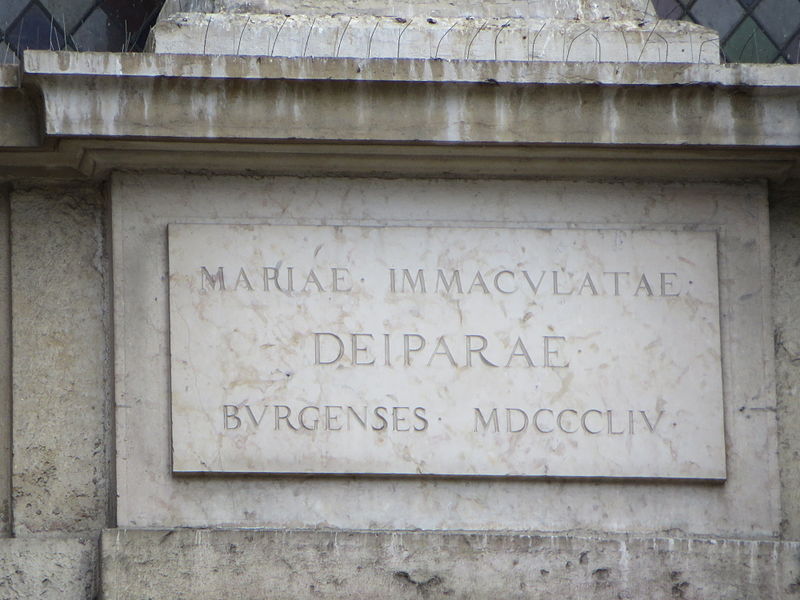 MARIAE · IMMACVLATAE ·
DEIPARAE
BVRGENSES · MDCCCLIV